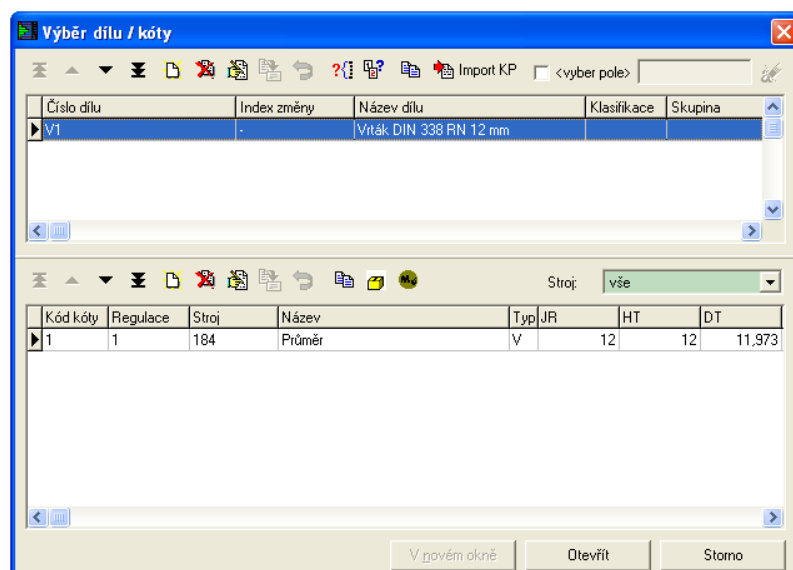 Výběr dílu / kóty
?{} ? Import KP <vyber pole>
Číslo dílu Index změny Název dílu Klasifikace Skupina
V1 - Vrták DIN 338 RN 12 mm
Stroj: vše
Kód kóty Regulace Stroj Název Typ JR HT DT
1 1 184 Průměr V 12 12 11,973
V novém okně Otevřít Storno